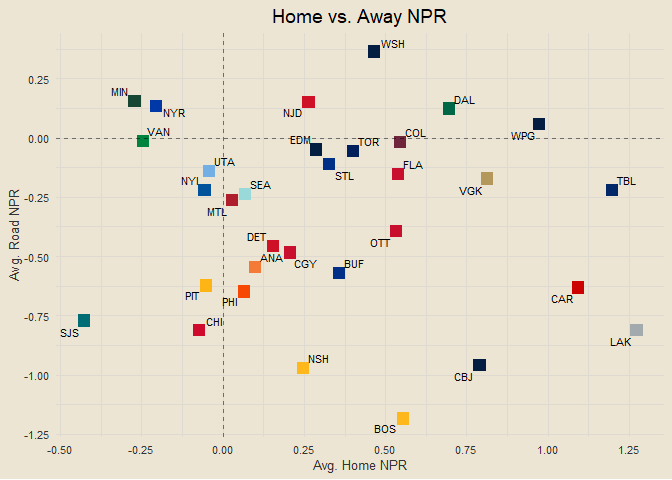 Home vs. Away NPR
WSH
0.25
MIN
NYR
NJD
DAL
WPG
0.00
VAN
EDM
TOR
COL
UTA
STL
FLA
VGK
TBL
NYI
SEA
-0.25
MTL
DET
OTT
ANA
CGY
BUF
-0.50
PIT
PHI
CAR
-0.75
SJS
CHI
LAK
NSH
CBJ
-1.00
BOS
-1.25
Avg. Road NPR
-0.50 -0.25 0.00 0.25 0.50 0.75 1.00 1.25
Avg. Home NPR